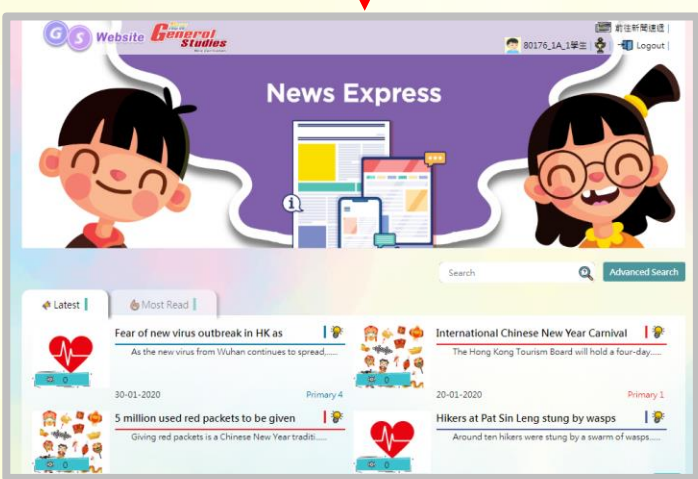 GS Website General Studies
前往新聞速遞 |
80176_1A_1學生 | Logout |
News Express
Search
Advanced Search
Latest
Most Read
Fear of new virus outbreak in HK as
As the new virus from Wuhan continues to spread,......
0
30-01-2020
Primary 4
International Chinese New Year Carnival
The Hong Kong Tourism Board will hold a four-day......
0
20-01-2020
Primary 1
5 million used red packets to be given
Giving red packets is a Chinese New Year traditi......
0
Hikers at Pat Sin Leng stung by wasps
Around ten hikers were stung by a swarm of wasps......
0